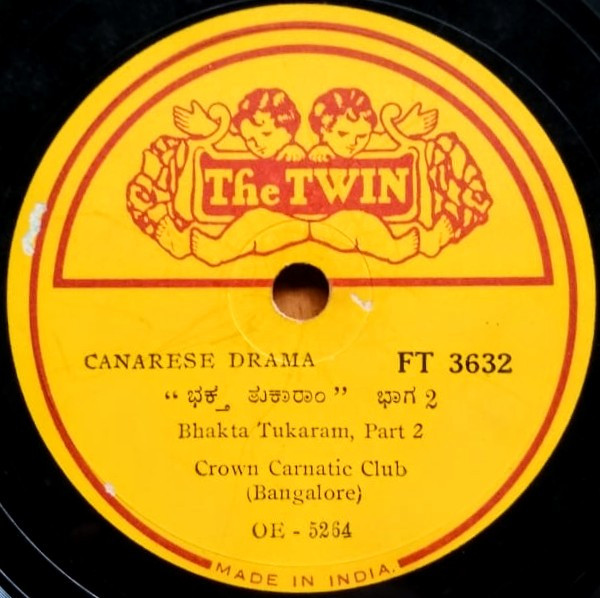 The TWIN
CANARESE DRAMA FT 3632
“ ಭಕ್ತ ತುಕಾರಾಂ ” ಭಾಗ 2
Bhakta Tukaram, Part 2
Crown Carnatic Club
(Bangalore)
OE - 5264
MADE IN INDIA.